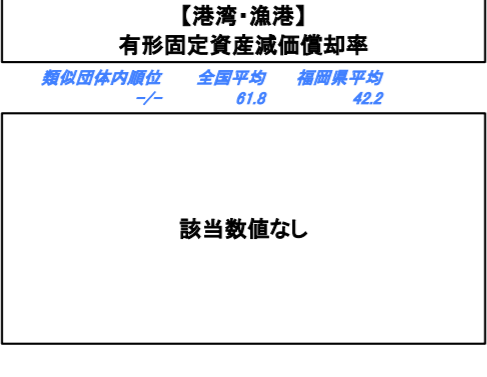 【港湾・漁港】
有形固定資産減価償却率
類似団体内順位 全国平均 福岡県平均
-/- 61.8 42.2
該当数値なし